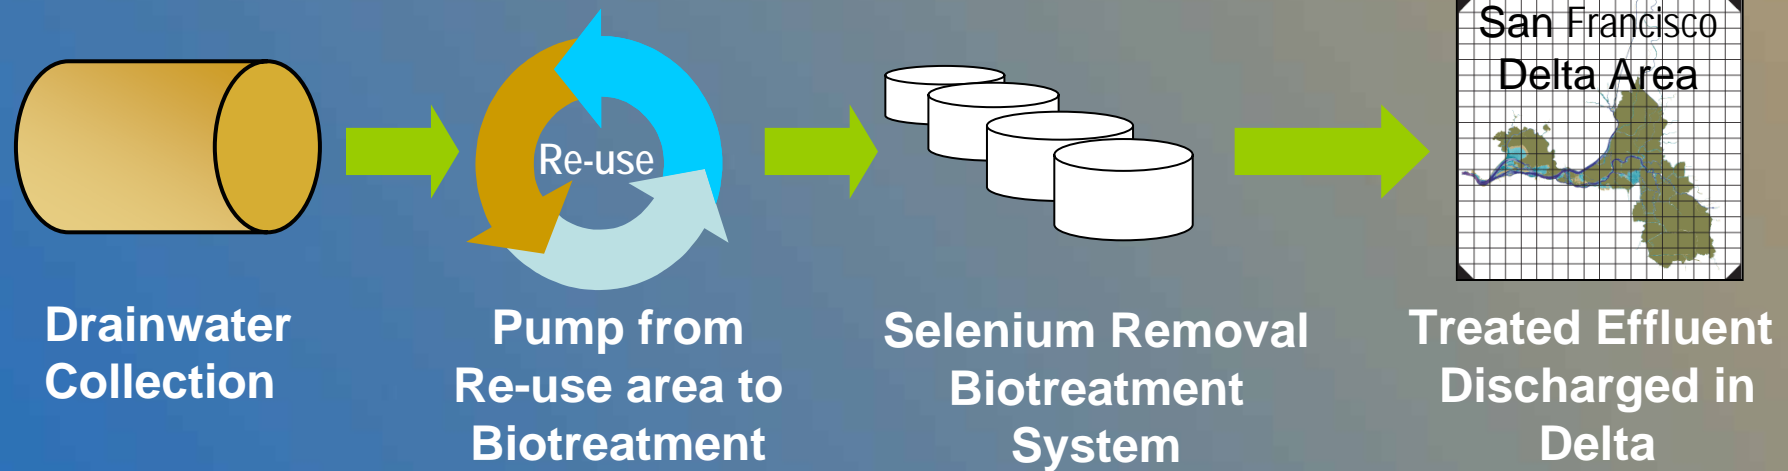 San Francisco
Delta Area
Re-use
Drainwater
Collection
Pump from
Re-use area to
Biotreatment
Selenium Removal
Biotreatment
System
Treated Effluent
Discharged in
Delta